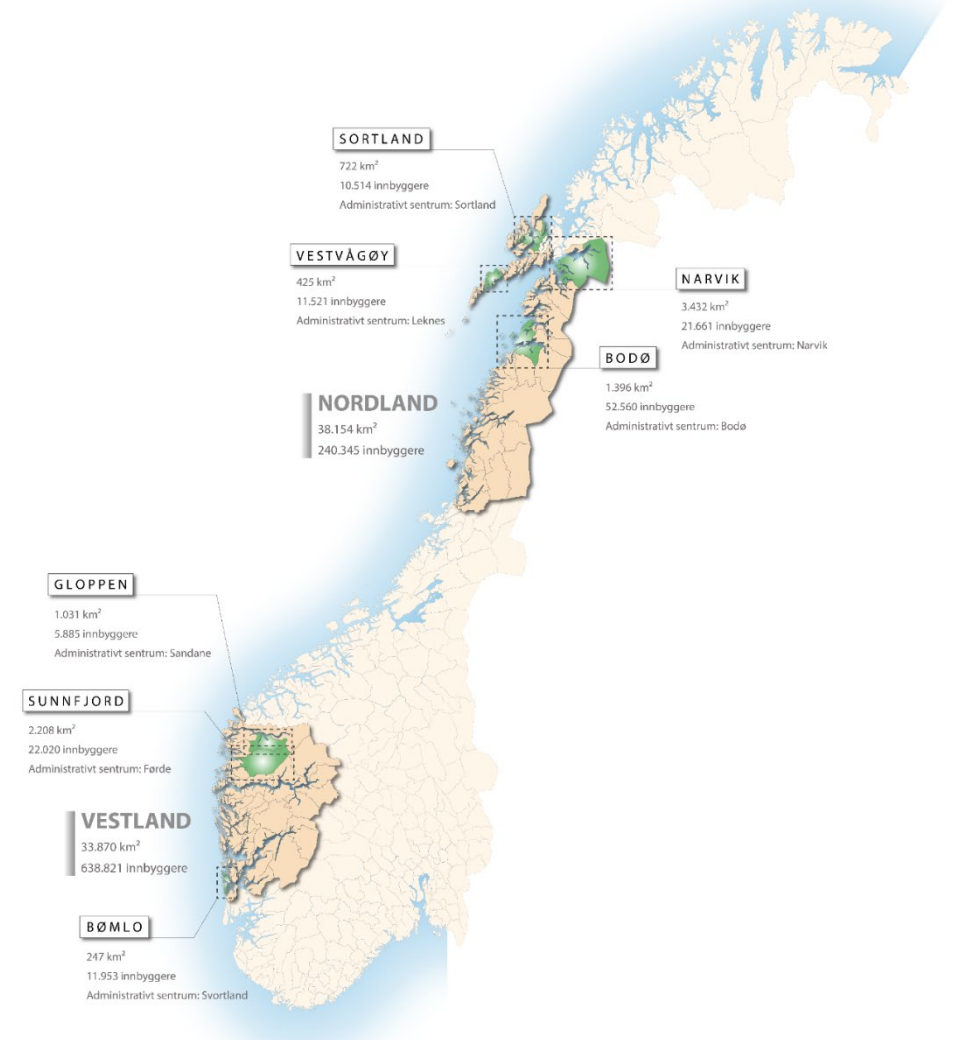 SORTLAND
722 km²
10.514 innbyggere
Administrativt sentrum: Sortland
VESTVÅGØY
425 km²
11.521 innbyggere
Administrativt sentrum: Leknes
NARVIK
3.432 km²
21.661 innbyggere
Administrativt sentrum: Narvik
BODØ
1.396 km²
52.560 innbyggere
Administrativt sentrum: Bodø
NORDLAND
38.154 km²
240.345 innbyggere
GLOPPEN
1.031 km²
5.885 innbyggere
Administrativt sentrum: Sandane
SUNNFJORD
2.208 km²
22.020 innbyggere
Administrativt sentrum: Førde
VESTLAND
33.870 km²
638.821 innbyggere
BØMLO
247 km²
11.953 innbyggere
Administrativt sentrum: Svortland